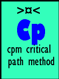 >¤<
Cp
cpm critical
path method